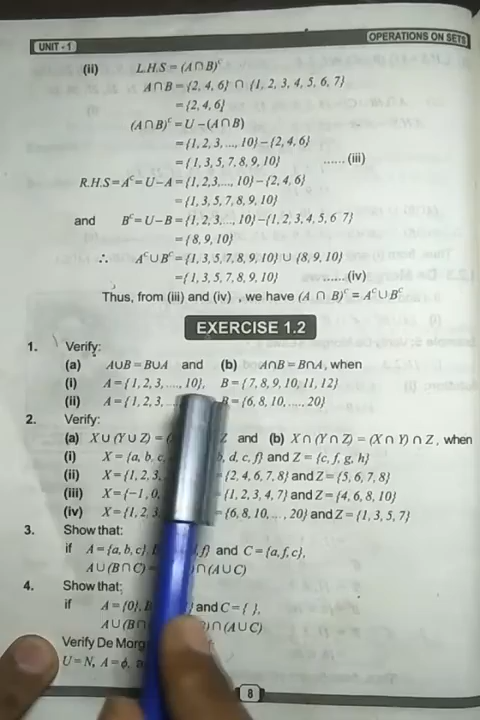 UNIT - 1
OPERATIONS ON SETS
(ii) L.H.S = (A∩B)ᶜ
A∩B = {2, 4, 6} ∩ {1, 2, 3, 4, 5, 6, 7}
= {2, 4, 6}
(A∩B)ᶜ = U −(A∩B)
= {1, 2, 3, ..., 10} −{2, 4, 6}
= {1, 3, 5, 7, 8, 9, 10} ...... (iii)
R.H.S = Aᶜ = U −A = {1, 2,3,..., 10} −{2, 4, 6}
= {1, 3, 5, 7, 8, 9, 10}
and Bᶜ = U −B = {1, 2, 3, ..., 10} −{1, 2, 3, 4, 5, 6 7}
= {8, 9, 10}
∴ Aᶜ∪Bᶜ = {1, 3, 5, 7, 8, 9, 10} ∪ {8, 9, 10}
= {1, 3, 5, 7, 8, 9, 10} ......(iv)
Thus, from (iii) and (iv) , we have (A ∩ B)ᶜ = Aᶜ∪Bᶜ
EXERCISE 1.2
1. Verify:
(a) A∪B = B∪A and (b) A∩B = B∩A, when
(i) A = {1, 2, 3, ....., 10}, B = {7, 8, 9, 10, 11, 12}
(ii) A = {1, 2, 3, = {6, 8, 10, ...., 20}
2. Verify:
(a) X∪(Y∪Z) = Z and (b) X∩(Y∩Z) = (X∩Y)∩Z, when
(i) X = {a, b, c, d, c, f} and Z = {c, f, g, h}
(ii) X = {1, 2, 3, = {2, 4, 6, 7, 8} and Z = {5, 6, 7, 8}
(iii) X = {−1, 0, = {1, 2, 3, 4, 7} and Z = {4, 6, 8, 10}
(iv) X = {1, 2, 3, = {6, 8, 10, ..., 20} and Z = {1, 3, 5, 7}
3. Show that:
if A = {a, b, c}, f} and C = {a, f, c},
A∪(B∩C) = )∩(A∪C)
4. Show that;
if A = {0}, and C = { },
A∪(B )∩(A∪C)
Verify De
U = N, A = ϕ,
8